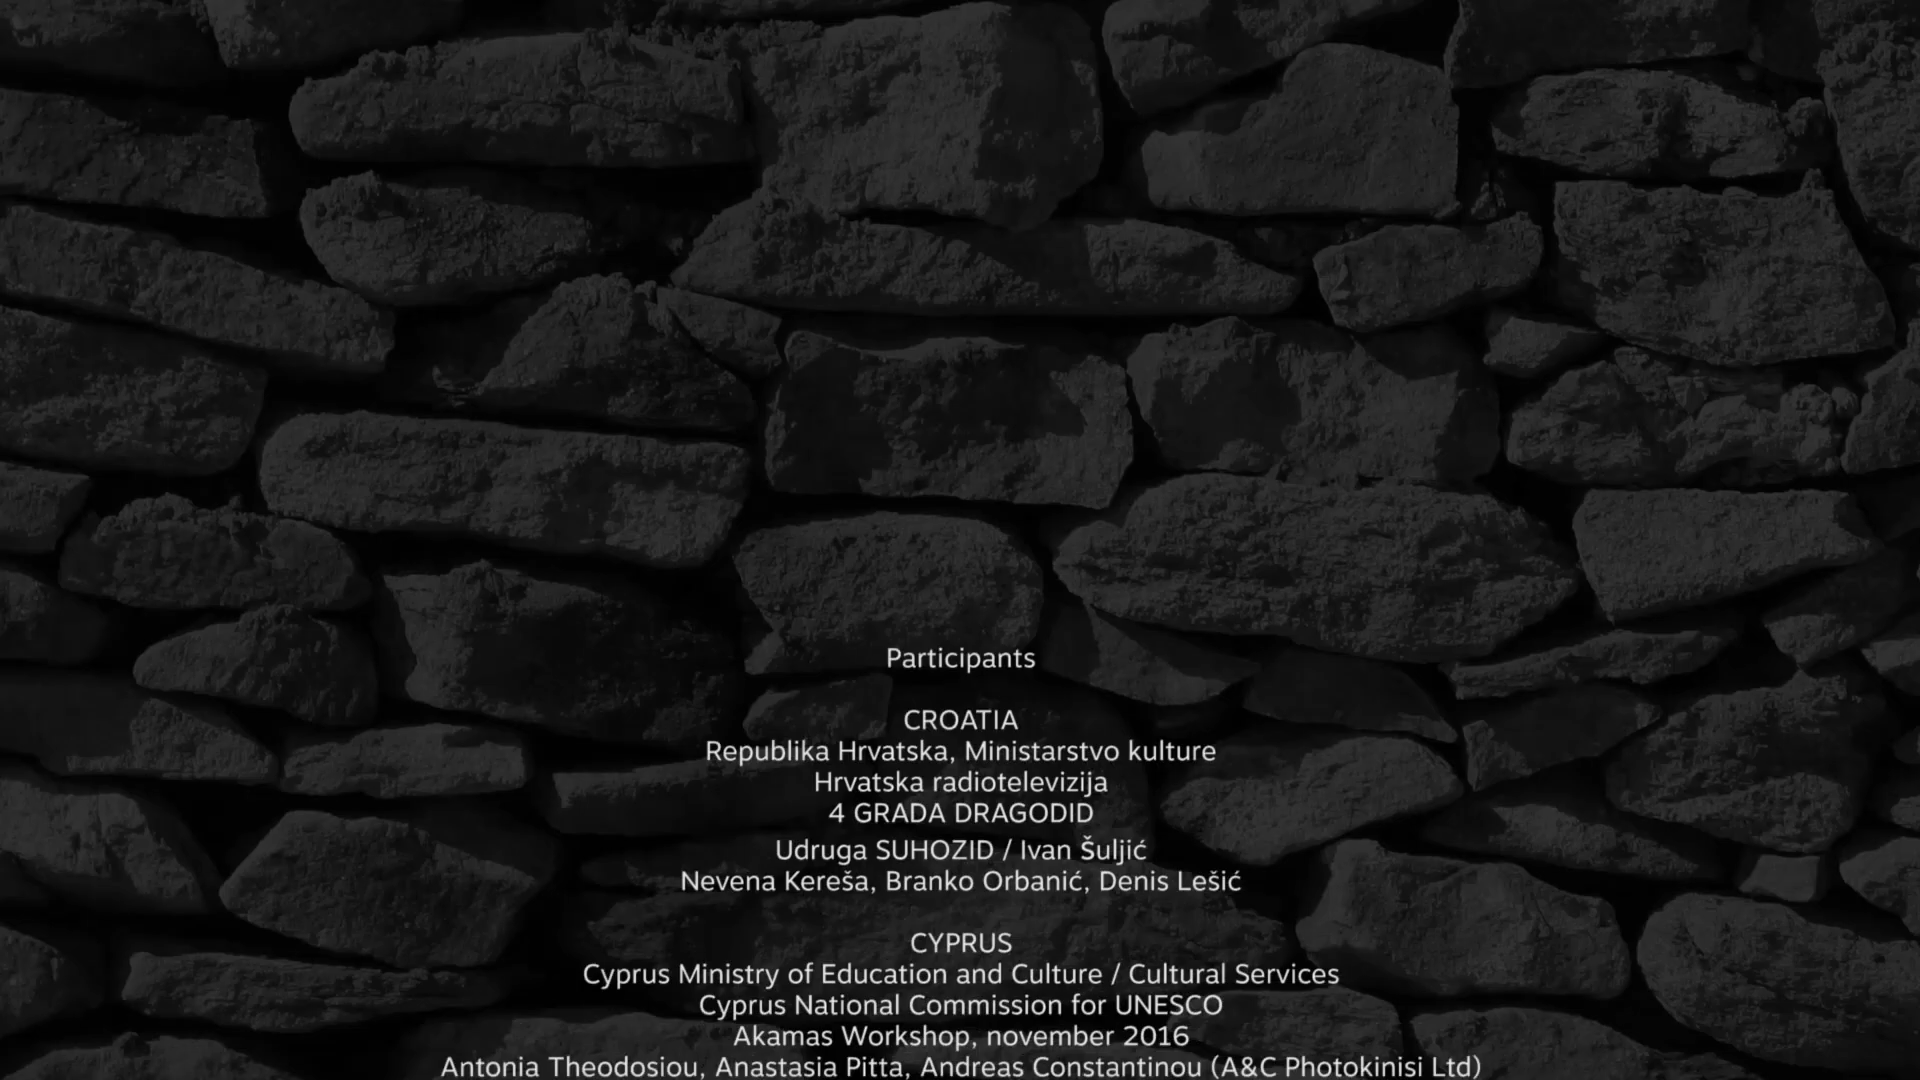 Participants
CROATIA
Republika Hrvatska, Ministarstvo kulture
Hrvatska radiotelevizija
4 GRADA DRAGODID
Udruga SUHOZID / Ivan Šuljić
Nevena Kereša, Branko Orbanić, Denis Lešić
CYPRUS
Cyprus Ministry of Education and Culture / Cultural Services
Cyprus National Commission for UNESCO
Akamas Workshop, november 2016
Antonia Theodosiou, Anastasia Pitta, Andreas Constantinou (A&C Photokinisi Ltd)